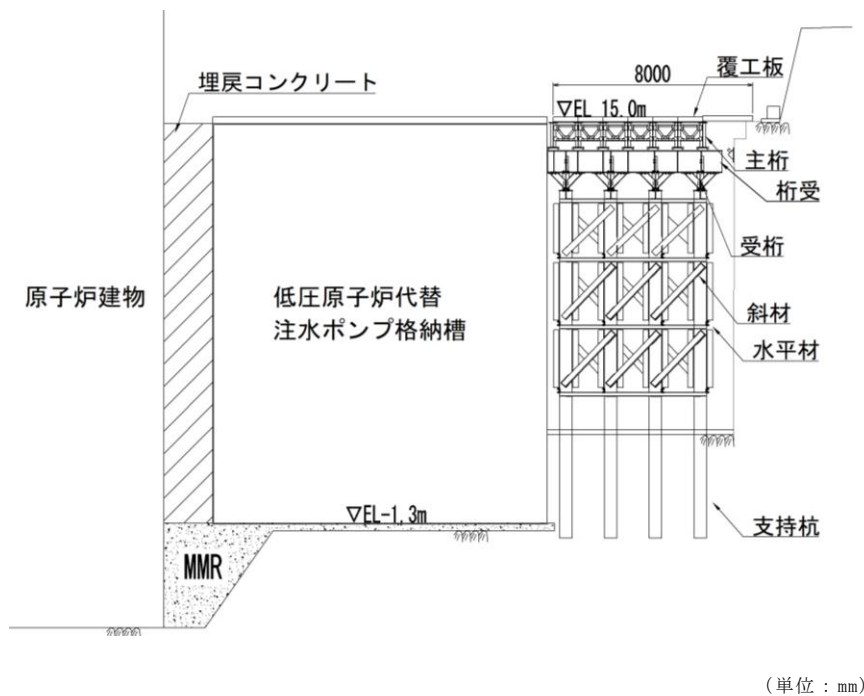 埋戻コンクリート
8000
覆工板
▽EL 15.0m
主桁
桁受
受桁
原子炉建物
低圧原子炉代替
注水ポンプ格納槽
斜材
水平材
▽EL-1.3m
支持杭
MMR
(単位：mm)